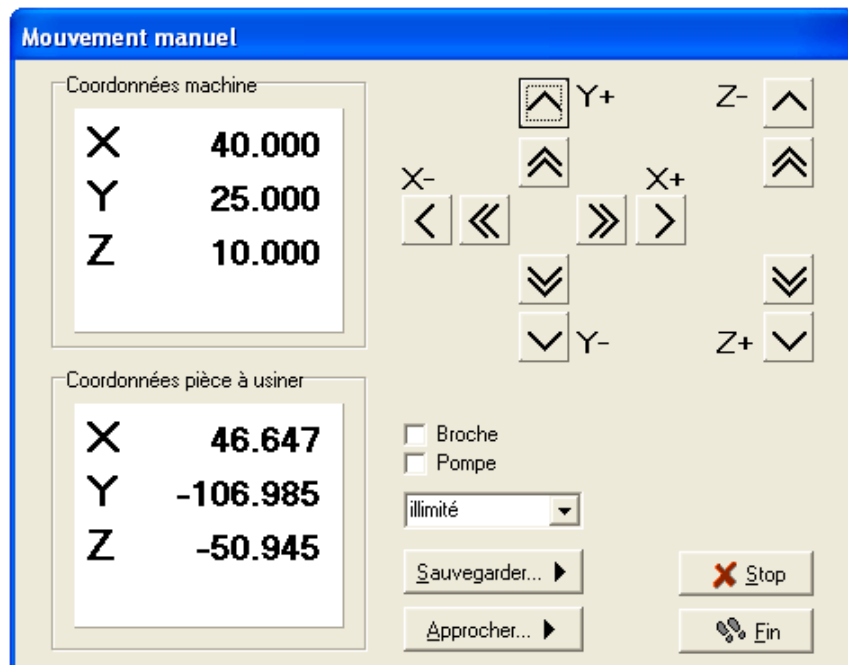 Mouvement manuel
Coordonnées machine
X 40.000
Y 25.000
Z 10.000
Y+
Z-
X-
X+
Y-
Z+
Coordonnées pièce à usiner
X 46.647
Y -106.985
Z -50.945
Broche
Pompe
illimité
Sauvegarder...
Stop
Approcher...
Fin